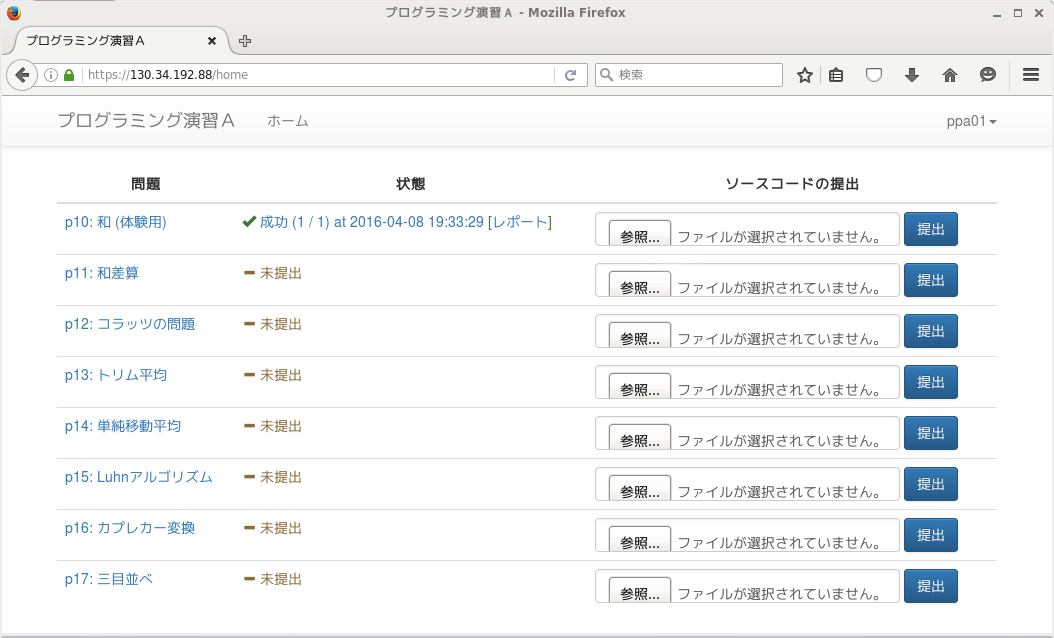 プログラミング演習Ａ - Mozilla Firefox
プログラミング演習Ａ
https://130.34.192.88/home
検索
プログラミング演習Ａ ホーム ppa01
問題 状態 ソースコードの提出
p10: 和 (体験用) 成功 (1 / 1) at 2016-04-08 19:33:29 [レポート] 参照... ファイルが選択されていません。 提出
p11: 和差算 未提出 参照... ファイルが選択されていません。 提出
p12: コラッツの問題 未提出 参照... ファイルが選択されていません。 提出
p13: トリム平均 未提出 参照... ファイルが選択されていません。 提出
p14: 単純移動平均 未提出 参照... ファイルが選択されていません。 提出
p15: Luhnアルゴリズム 未提出 参照... ファイルが選択されていません。 提出
p16: カプレカー変換 未提出 参照... ファイルが選択されていません。 提出
p17: 三目並べ 未提出 参照... ファイルが選択されていません。 提出